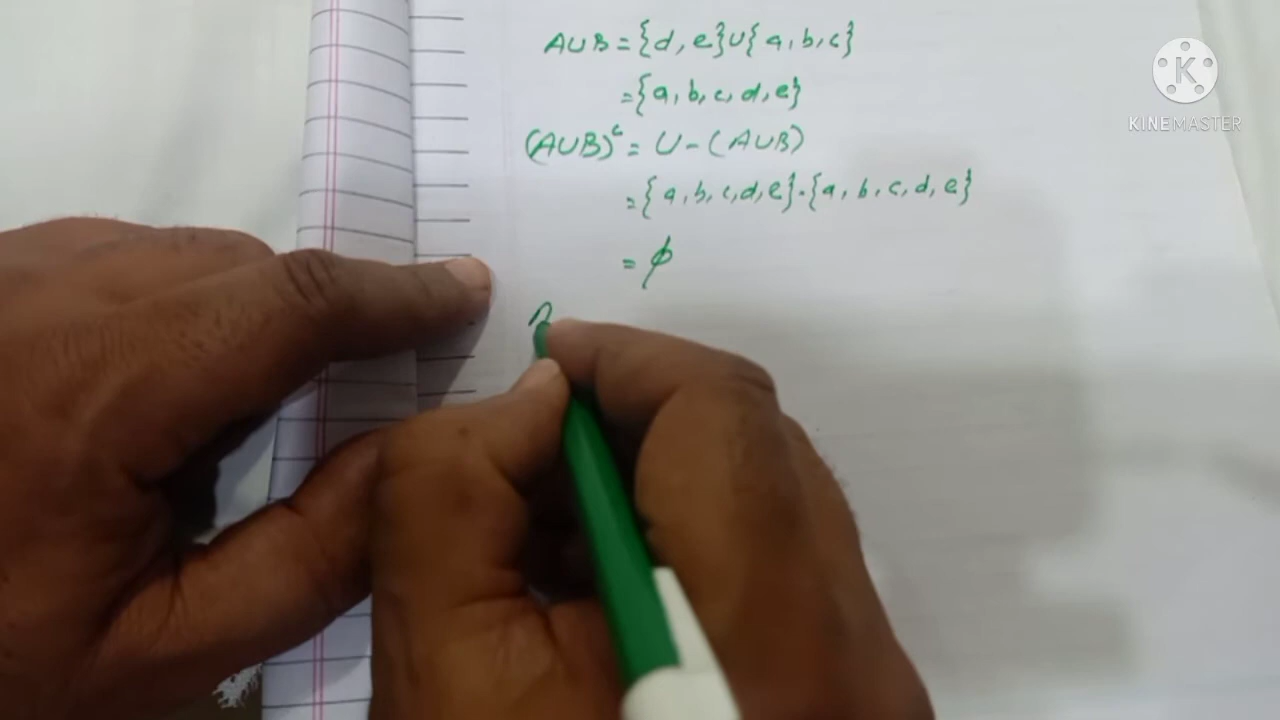 A∪B = {d, e} ∪ {a, b, c}
= {a, b, c, d, e}
(A∪B)ᶜ = U - (A∪B)
= {a, b, c, d, e} - {a, b, c, d, e}
= ϕ
K
KINEMASTER